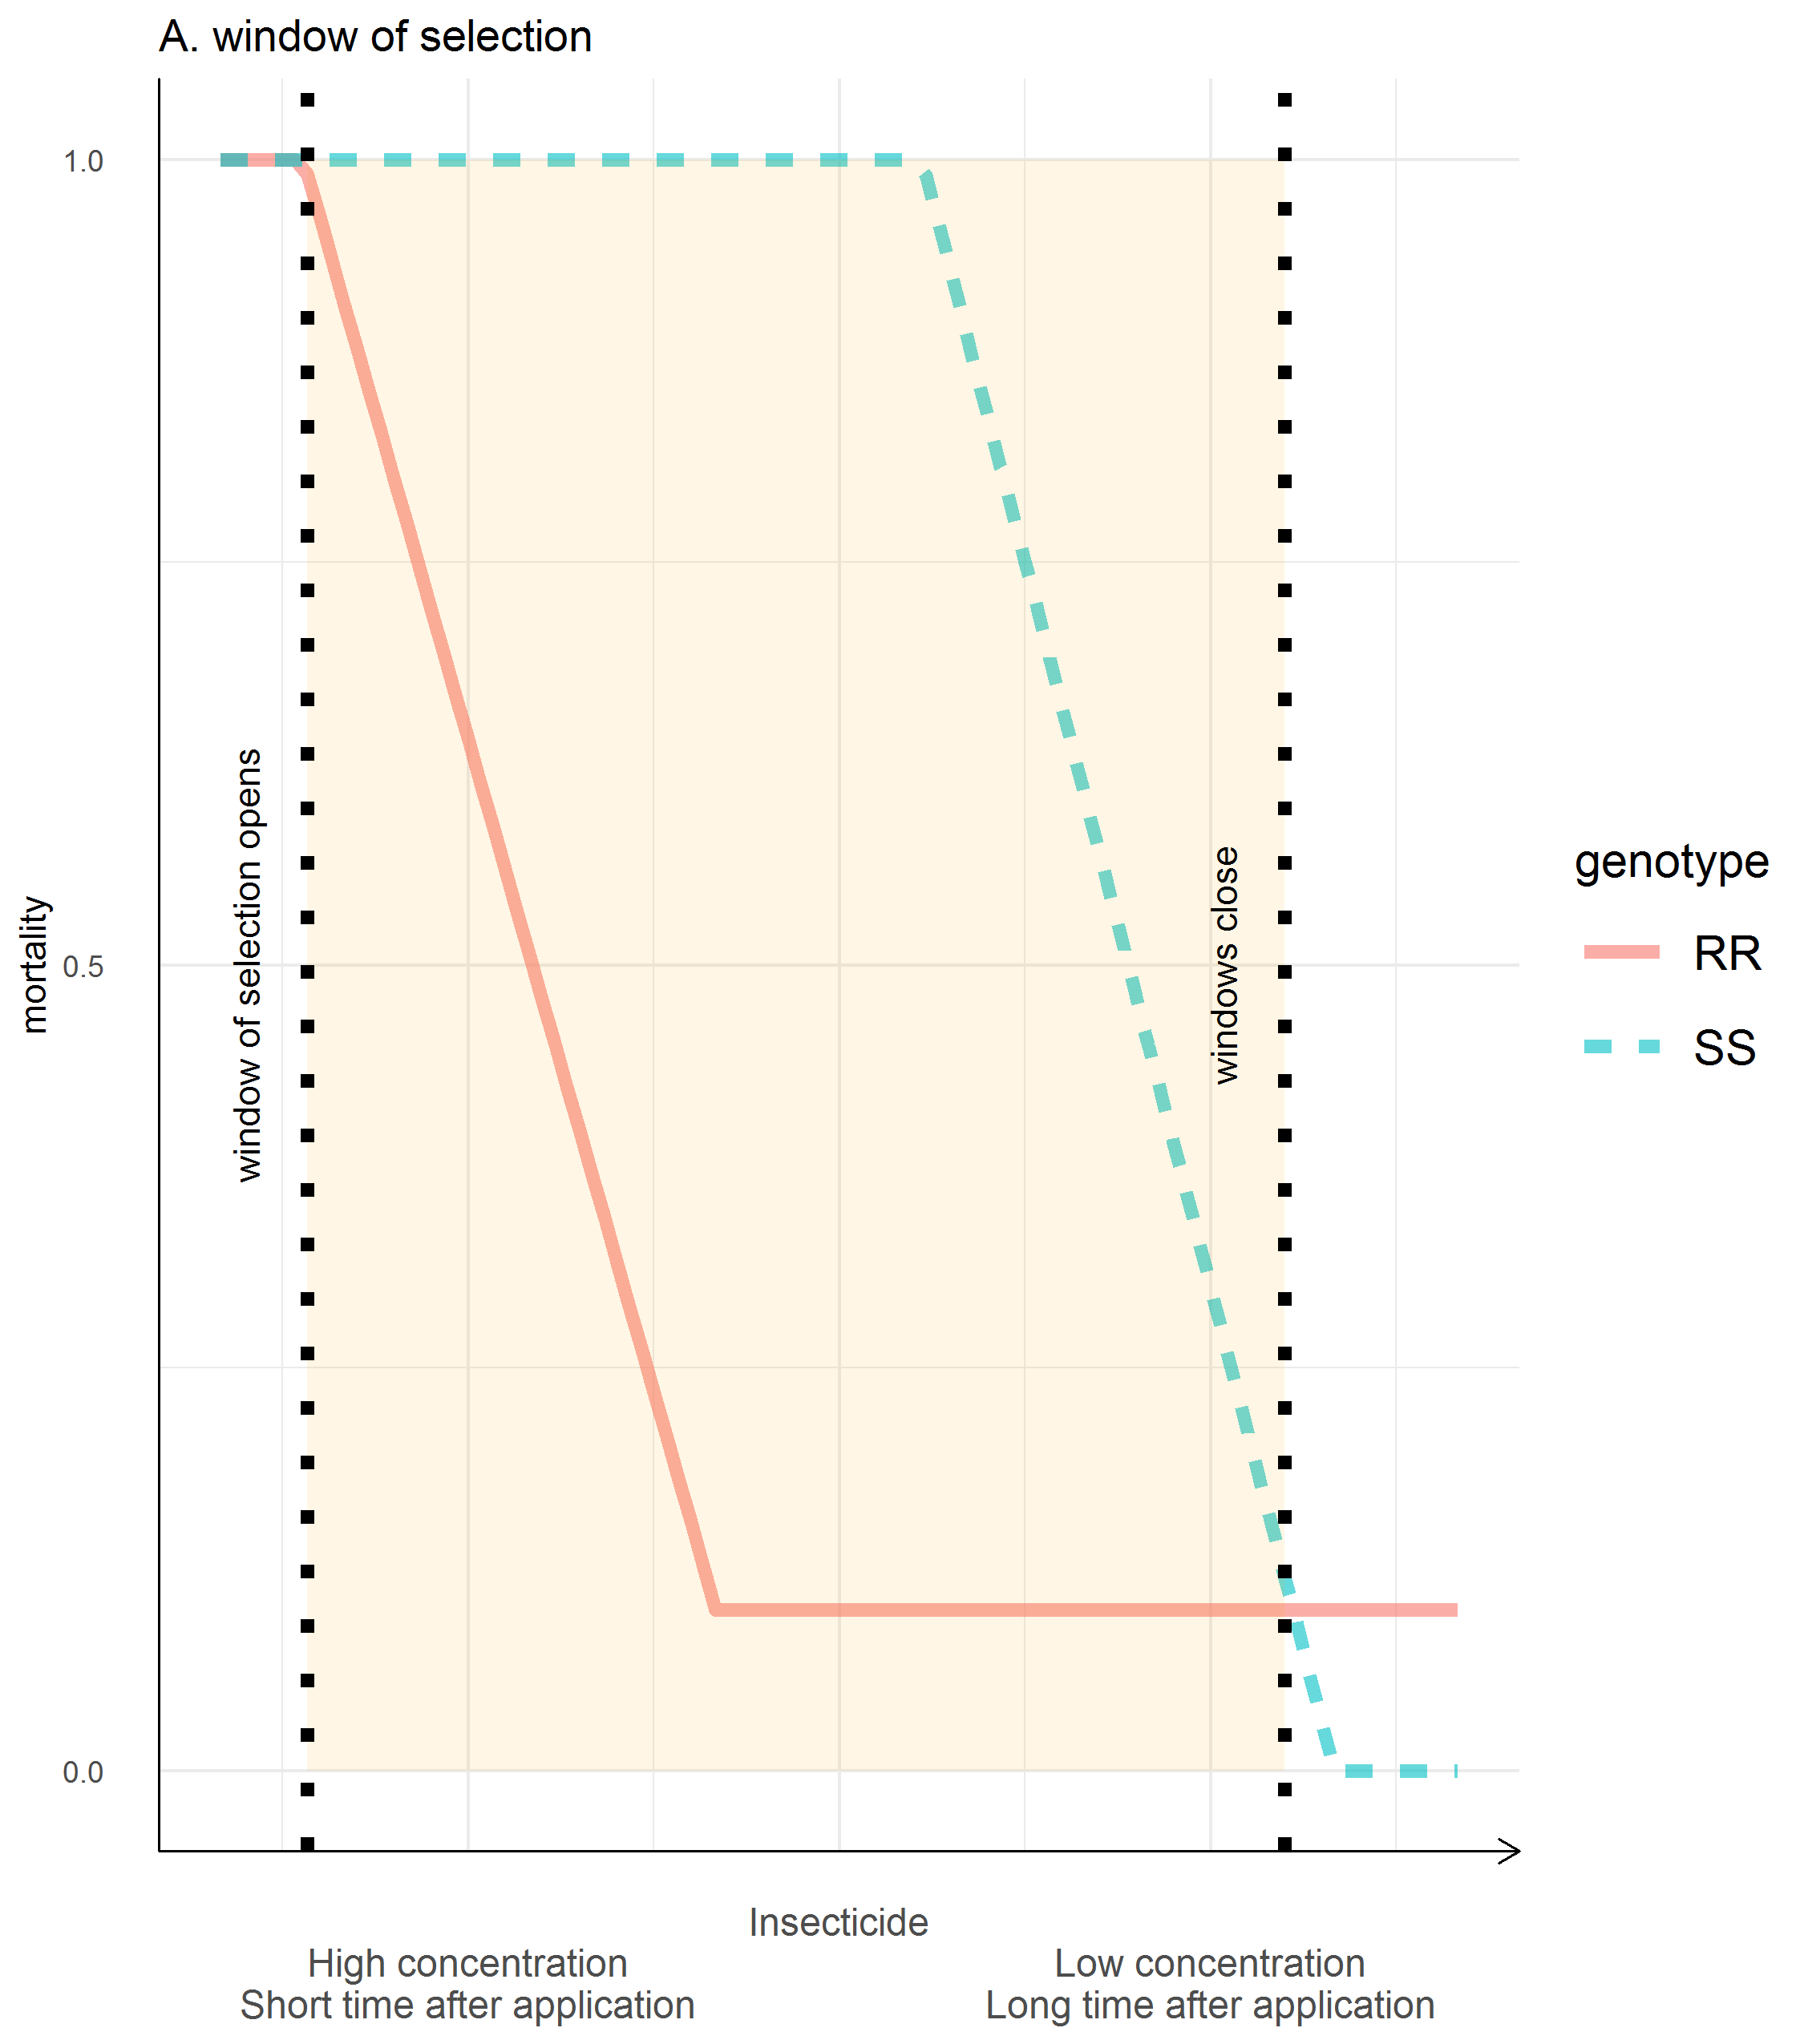 A. window of selection
1.0
0.5
0.0
mortality
window of selection opens
windows close
genotype
RR
SS
Insecticide
High concentration
Short time after application
Low concentration
Long time after application